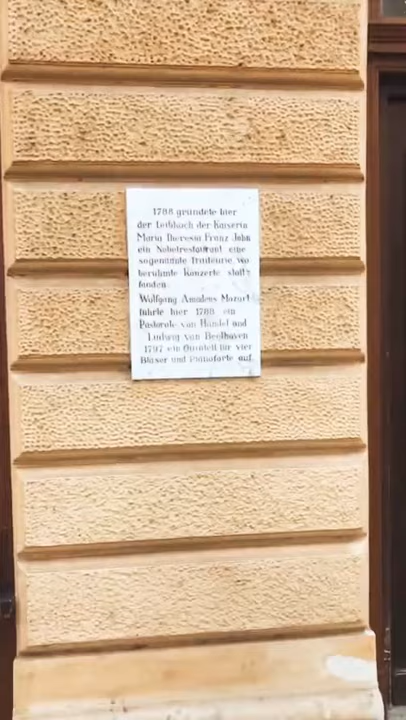 1788 gründete hier
der Leibkoch der Kaiserin
Maria Theresia Franz Jahn
ein Nobelrestaurant eine
sogenannte Traiteurie, wo
berühmte Konzerte statt-
fanden.
Wolfgang Amadeus Mozart
führte hier 1788 ein
Pastorale von Händel und
Ludwig van Beethoven
1797 ein Quintett für vier
Bläser und Pianoforte auf.